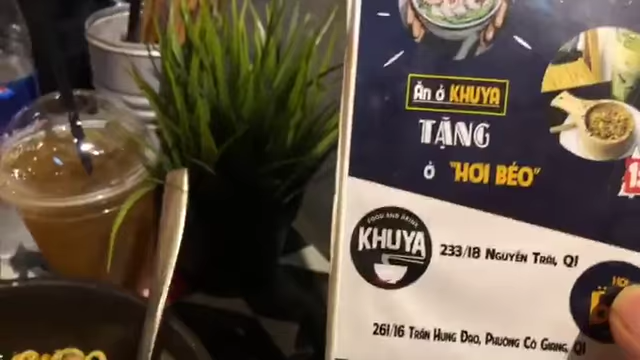 Ăn ở KHUYA
TẶNG
ở "HƠI BÉO"
FOOD AND DRINK
KHUYA
233/18 NGUYỄN TRÃI, Q1
261/16 TRẦN HƯNG ĐẠO, PHƯỜNG CÔ GIANG, Q1